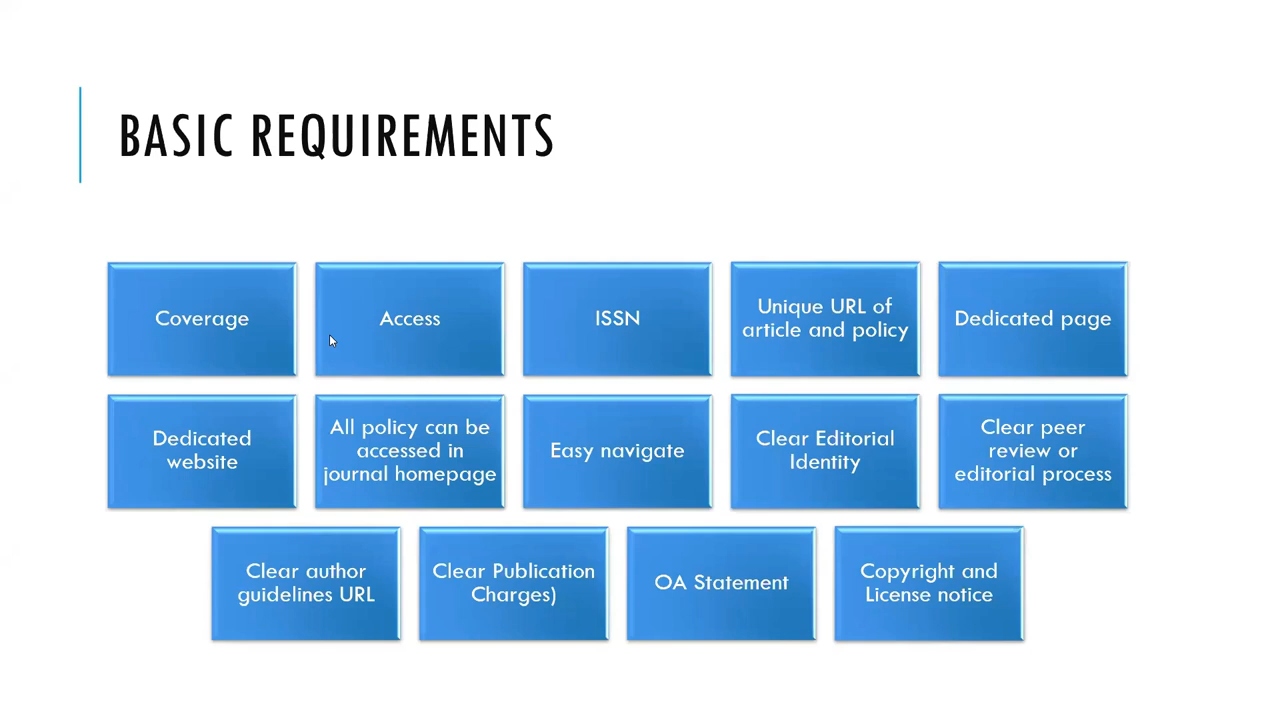 BASIC REQUIREMENTS
Coverage
Access
ISSN
Unique URL of
article and policy
Dedicated page
Dedicated
website
All policy can be
accessed in
journal homepage
Easy navigate
Clear Editorial
Identity
Clear peer
review or
editorial process
Clear author
guidelines URL
Clear Publication
Charges)
OA Statement
Copyright and
License notice